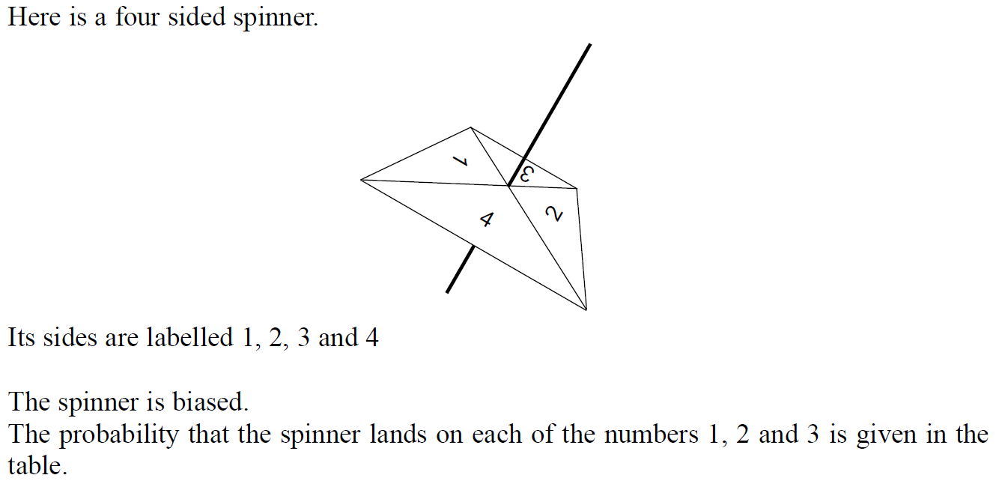 Here is a four sided spinner.
1
3
4
2
Its sides are labelled 1, 2, 3 and 4
The spinner is biased.
The probability that the spinner lands on each of the numbers 1, 2 and 3 is given in the
table.